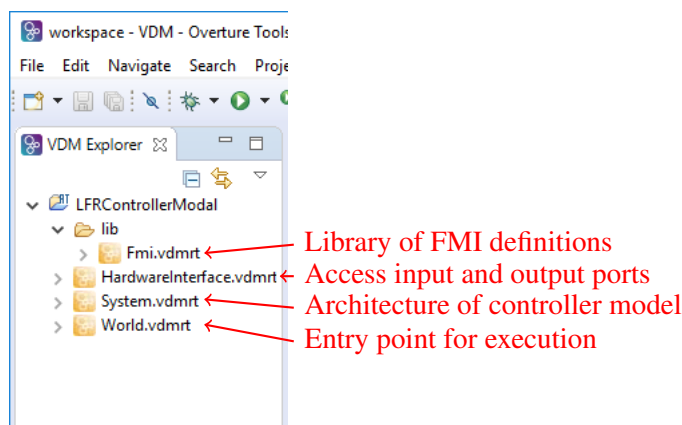 workspace - VDM - Overture Tools
File Edit Navigate Search Proje
VDM Explorer
LFRControllerModal
lib
Fmi.vdmrt Library of FMI definitions
HardwareInterface.vdmrt Access input and output ports
System.vdmrt Architecture of controller model
World.vdmrt Entry point for execution